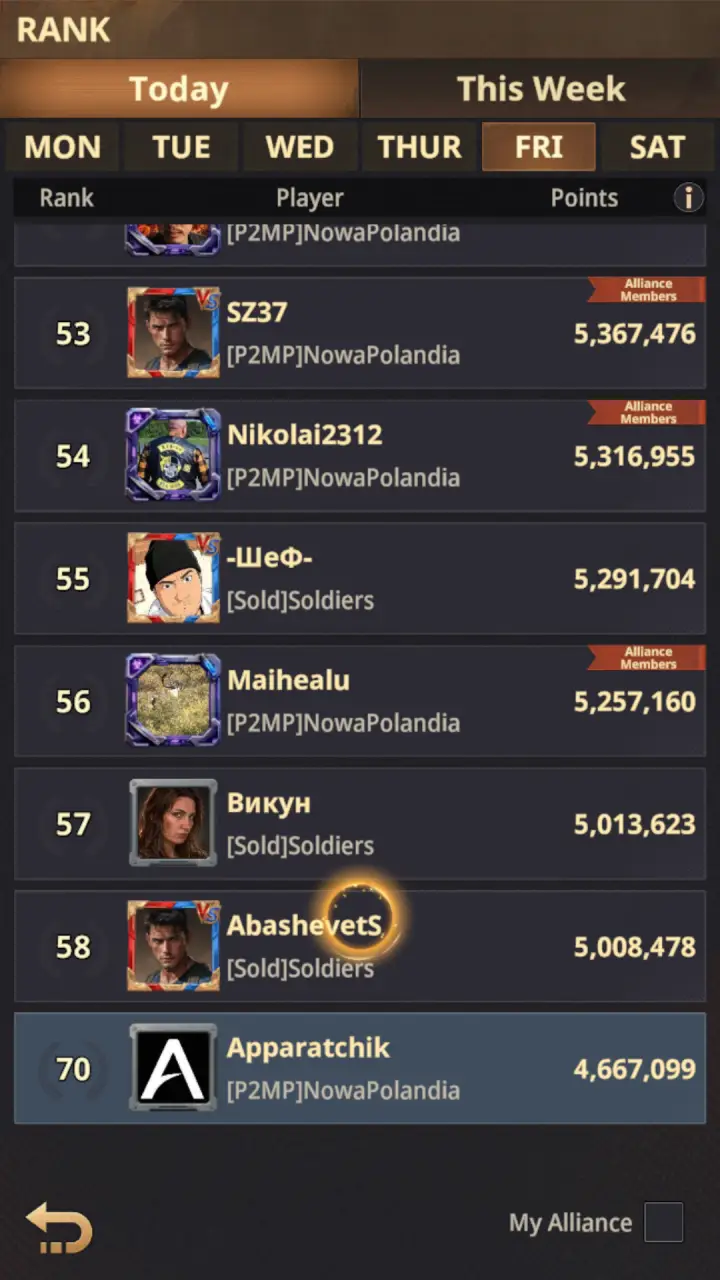 RANK
Today
This Week
MON
TUE
WED
THUR
FRI
SAT
Rank
Player
Points
[P2MP]NowaPolandia
Alliance
Members
53
SZ37
[P2MP]NowaPolandia
5,367,476
Alliance
Members
54
Nikolai2312
[P2MP]NowaPolandia
5,316,955
55
-ШеФ-
[Sold]Soldiers
5,291,704
Alliance
Members
56
Maihealu
[P2MP]NowaPolandia
5,257,160
57
Викун
[Sold]Soldiers
5,013,623
58
AbashevetS
[Sold]Soldiers
5,008,478
70
Apparatchik
[P2MP]NowaPolandia
4,667,099
My Alliance